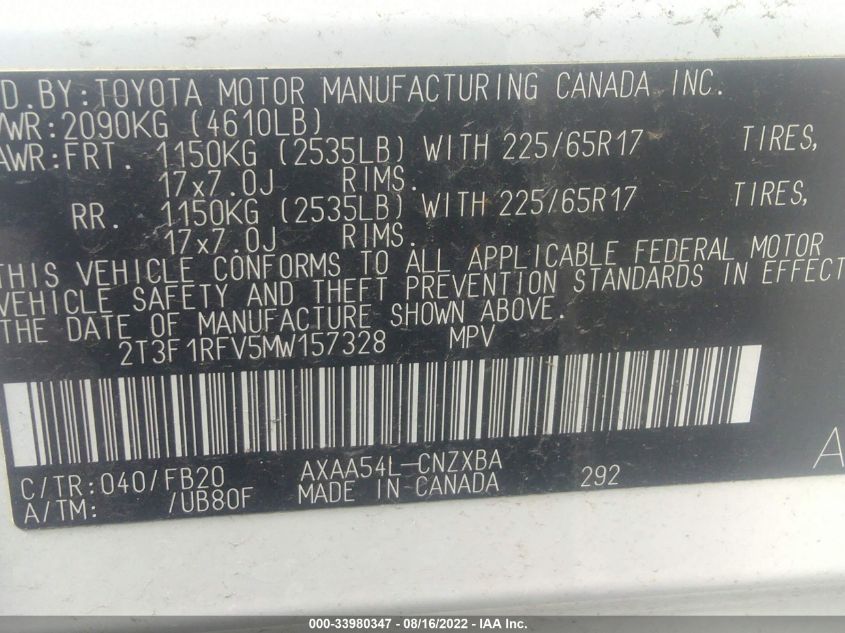 D.BY:TOYOTA MOTOR MANUFACTURING CANADA INC.
VWR:2090KG (4610LB)
AWR:FRT. 1150KG (2535LB) WITH 225/65R17 TIRES,
17x7.0J RIMS.
RR. 1150KG (2535LB) WITH 225/65R17 TIRES,
17x7.0J RIMS.
THIS VEHICLE CONFORMS TO ALL APPLICABLE FEDERAL MOTOR
VEHICLE SAFETY AND THEFT PREVENTION STANDARDS IN EFFECT
THE DATE OF MANUFACTURE SHOWN ABOVE.
2T3F1RFV5MW157328 MPV
C/TR:040/FB20 AXAA54L-CNZXBA A
A/TM: /UB80F MADE IN CANADA 292
000-33980347 - 08/16/2022 - IAA Inc.